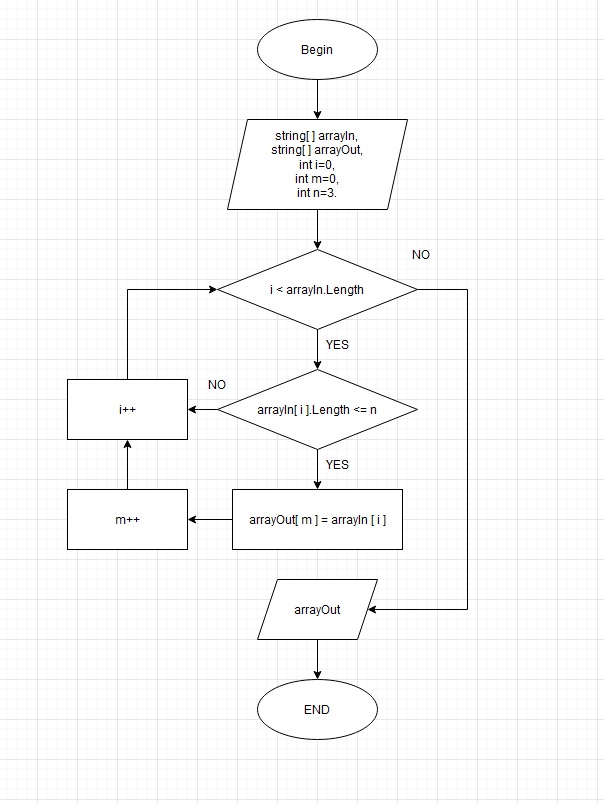 Begin
string[ ] arrayIn,
string[ ] arrayOut,
int i=0,
int m=0,
int n=3.
NO
i < arrayIn.Length
YES
NO
i++
arrayIn[ i ].Length <= n
YES
m++
arrayOut[ m ] = arrayIn [ i ]
arrayOut
END